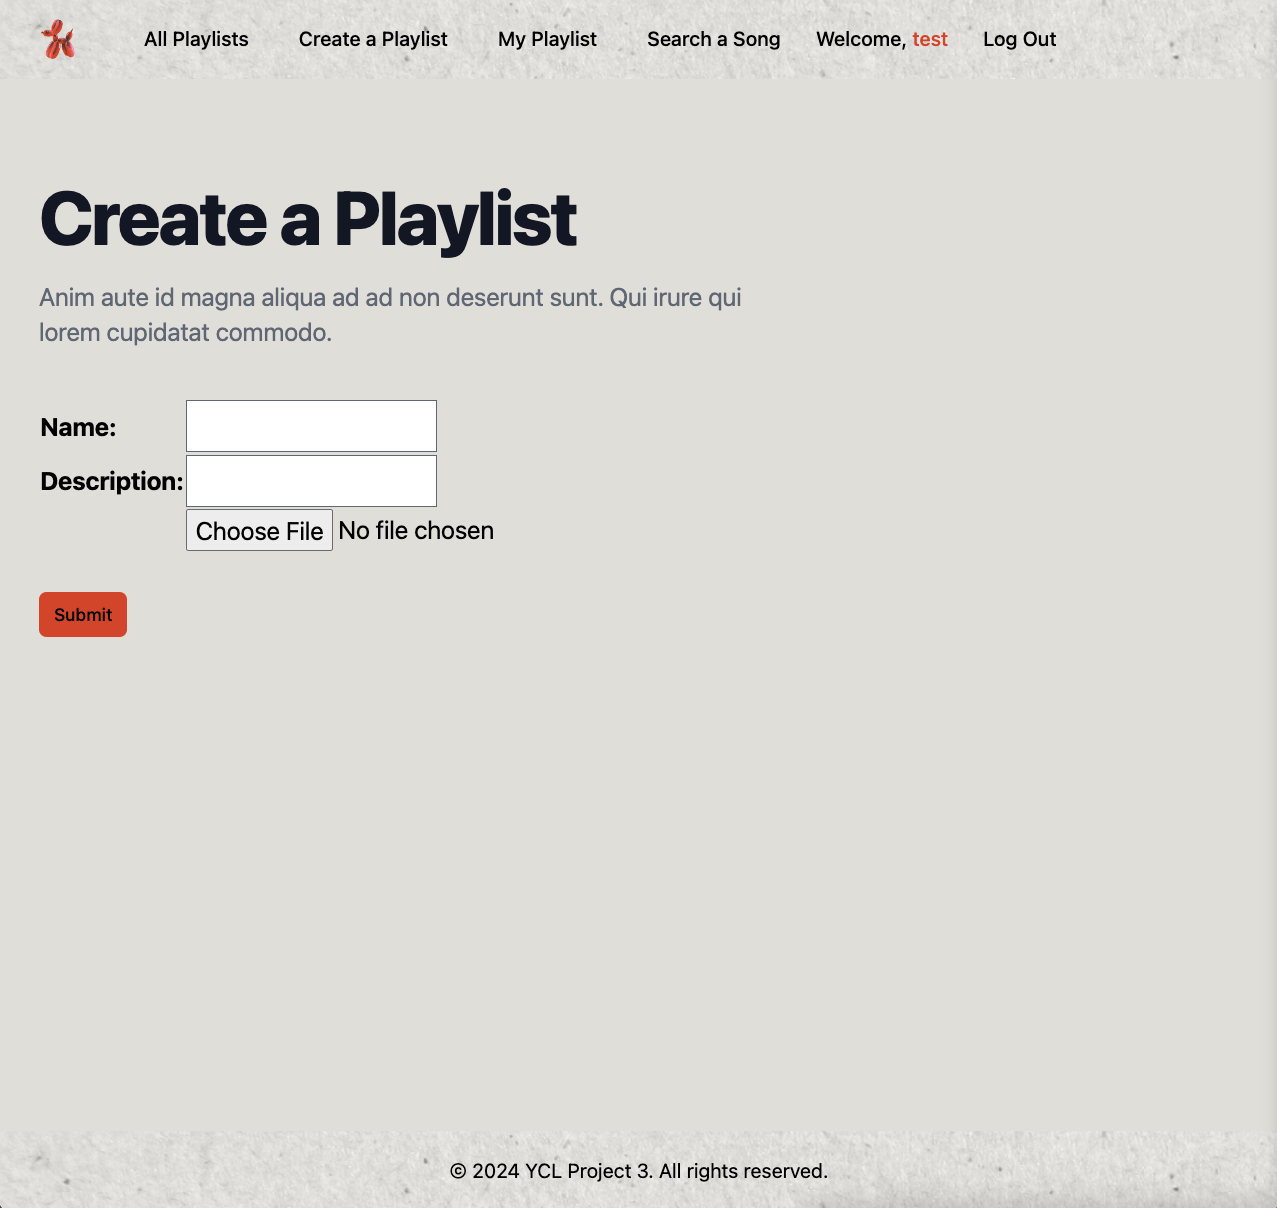 All Playlists Create a Playlist My Playlist Search a Song Welcome, test Log Out
Create a Playlist
Anim aute id magna aliqua ad ad non deserunt sunt. Qui irure qui
lorem cupidatat commodo.
Name:
Description:
Choose File No file chosen
Submit
© 2024 YCL Project 3. All rights reserved.